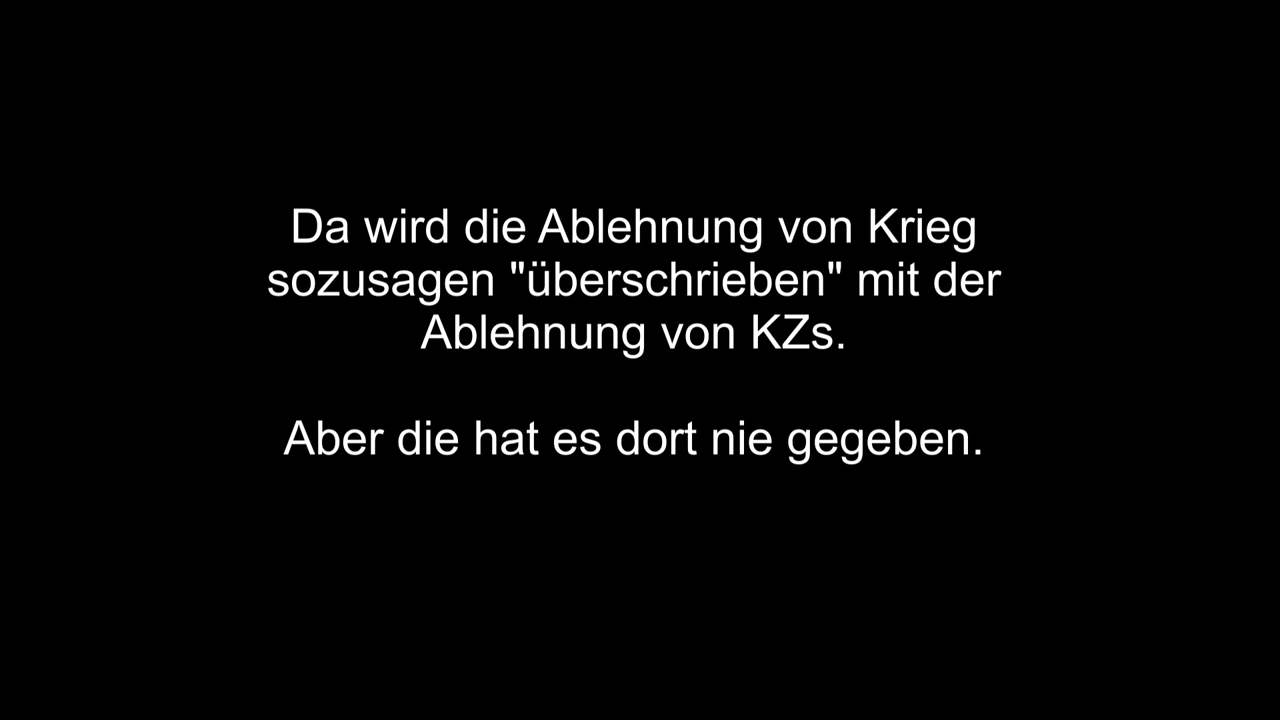 Da wird die Ablehnung von Krieg
sozusagen "überschrieben" mit der
Ablehnung von KZs.
Aber die hat es dort nie gegeben.